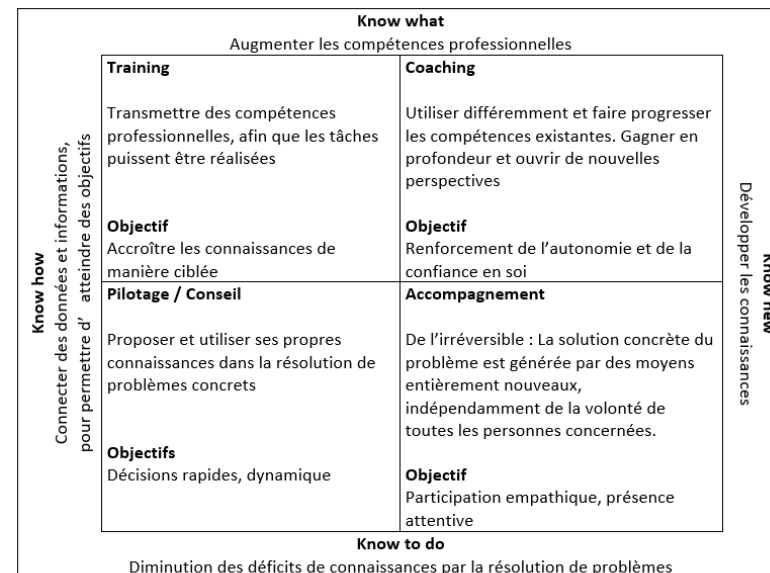 Know what
Augmenter les compétences professionnelles
Know how
Connecter des données et informations,
pour permettre d’ atteindre des objectifs
Training
Transmettre des compétences
professionnelles, afin que les tâches
puissent être réalisées
Objectif
Accroître les connaissances de
manière ciblée
Coaching
Utiliser différemment et faire progresser
les compétences existantes. Gagner en
profondeur et ouvrir de nouvelles
perspectives
Objectif
Renforcement de l’autonomie et de la
confiance en soi
Pilotage / Conseil
Proposer et utiliser ses propres
connaissances dans la résolution de
problèmes concrets
Objectifs
Décisions rapides, dynamique
Accompagnement
De l’irréversible : La solution concrète du
problème est générée par des moyens
entièrement nouveaux,
indépendamment de la volonté de
toutes les personnes concernées.
Objectif
Participation empathique, présence
attentive
Know new
Développer les connaissances
Know to do
Diminution des déficits de connaissances par la résolution de problèmes